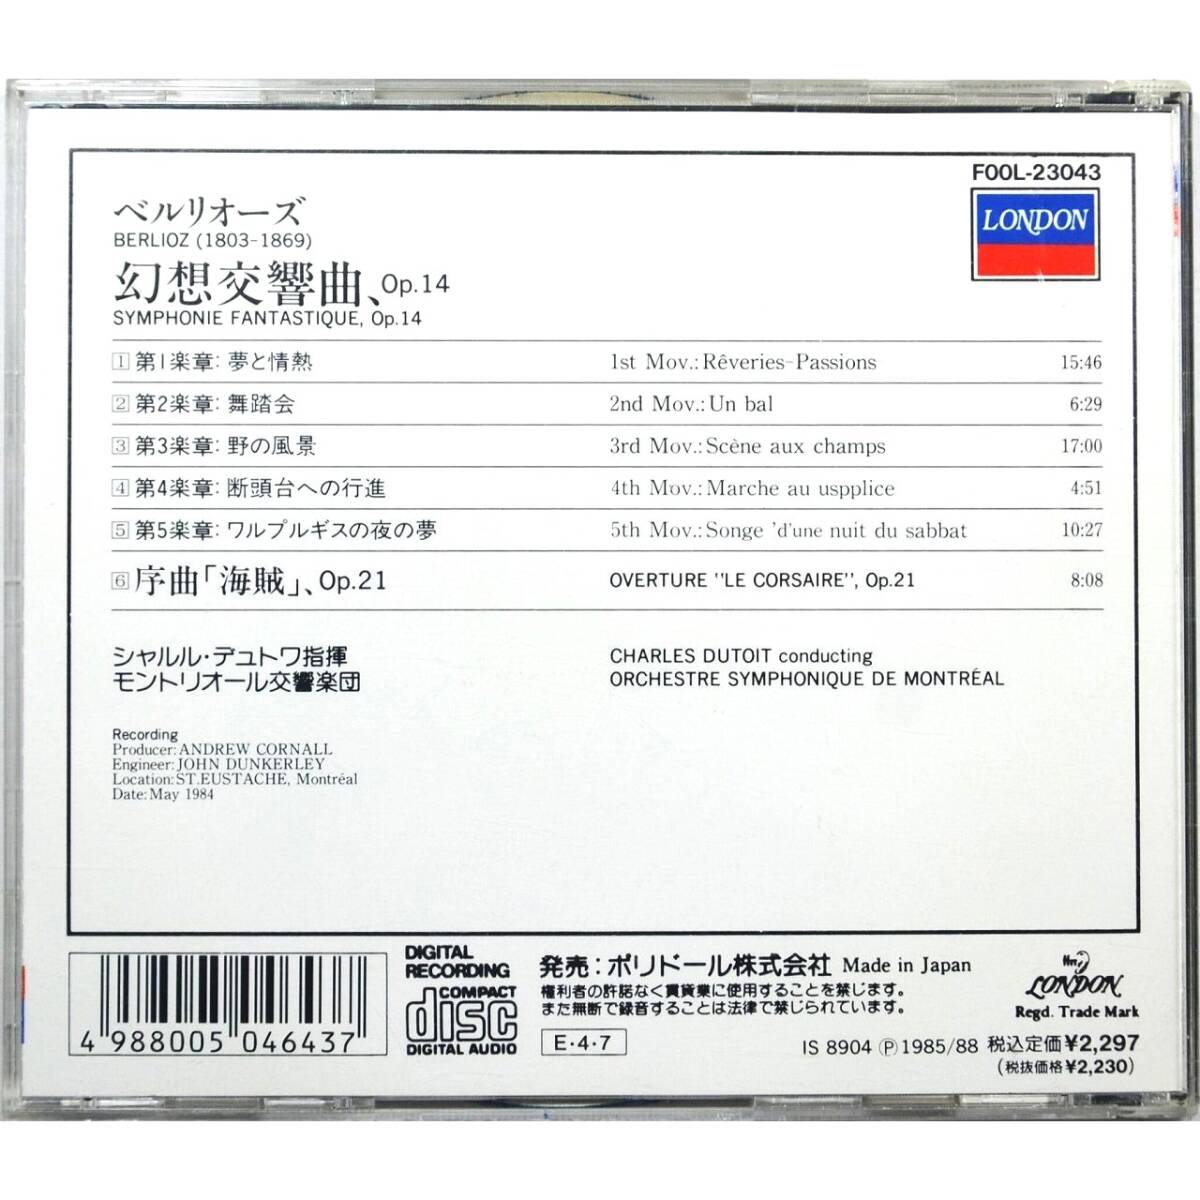 FOOL-23043
LONDON
ベルリオーズ
BERLIOZ (1803-1869)
幻想交響曲、Op.14
SYMPHONIE FANTASTIQUE, Op.14
1 第1楽章: 夢と情熱 1st Mov.: Rêveries-Passions 15:46
2 第2楽章: 舞踏会 2nd Mov.: Un bal 6:29
3 第3楽章: 野の風景 3rd Mov.: Scène aux champs 17:00
4 第4楽章: 断頭台への行進 4th Mov.: Marche au uspplice 4:51
5 第5楽章: ワルプルギスの夜の夢 5th Mov.: Songe 'd'une nuit du sabbat 10:27
6 序曲「海賊」、Op.21 OVERTURE "LE CORSAIRE", Op.21 8:08
シャルル・デュトワ指揮 CHARLES DUTOIT conducting
モントリオール交響楽団 ORCHESTRE SYMPHONIQUE DE MONTRÉAL
Recording
Producer: ANDREW CORNALL
Engineer: JOHN DUNKERLEY
Location: ST.EUSTACHE, Montréal
Date: May 1984
4 988005 046437
DIGITAL RECORDING
COMPACT disc DIGITAL AUDIO
発売：ポリドール株式会社 Made in Japan
権利者の許諾なく賃貸業に使用することを禁じます。
また無断で録音することは法律で禁じられています。
E・4・7
LONDON
Regd. Trade Mark
IS 8904 Ⓟ1985/88 税込定価¥2,297
(税抜価格¥2,230)